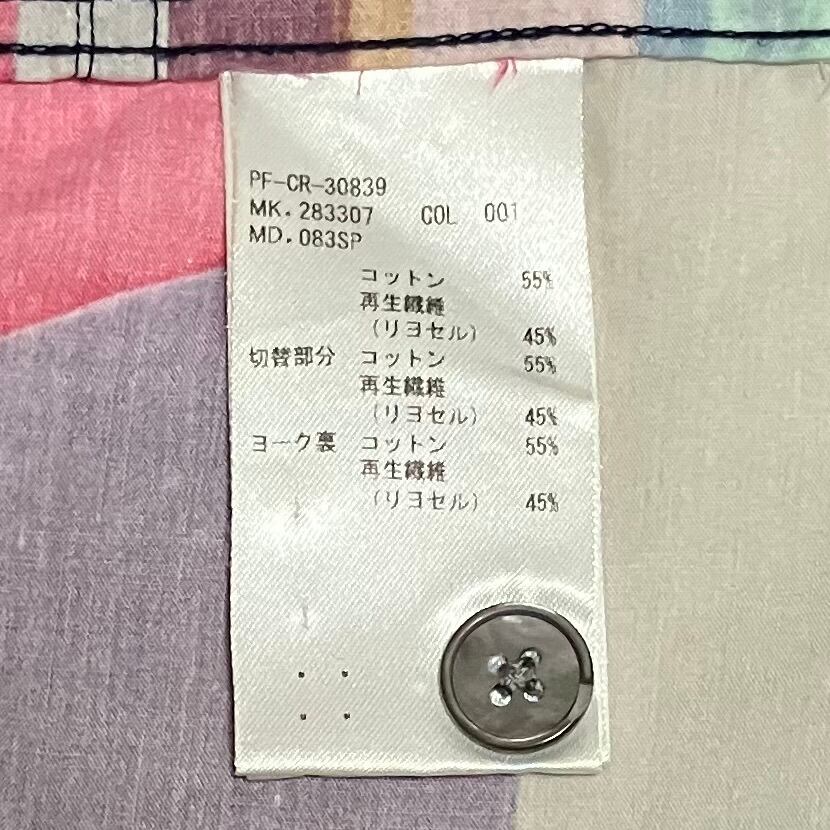 PF-CR-30839
MK. 283307 COL 001
MD. 083SP
コットン 55%
再生繊維
(リヨセル) 45%
切替部分 コットン 55%
再生繊維
(リヨセル) 45%
ヨーク裏 コットン 55%
再生繊維
(リヨセル) 45%